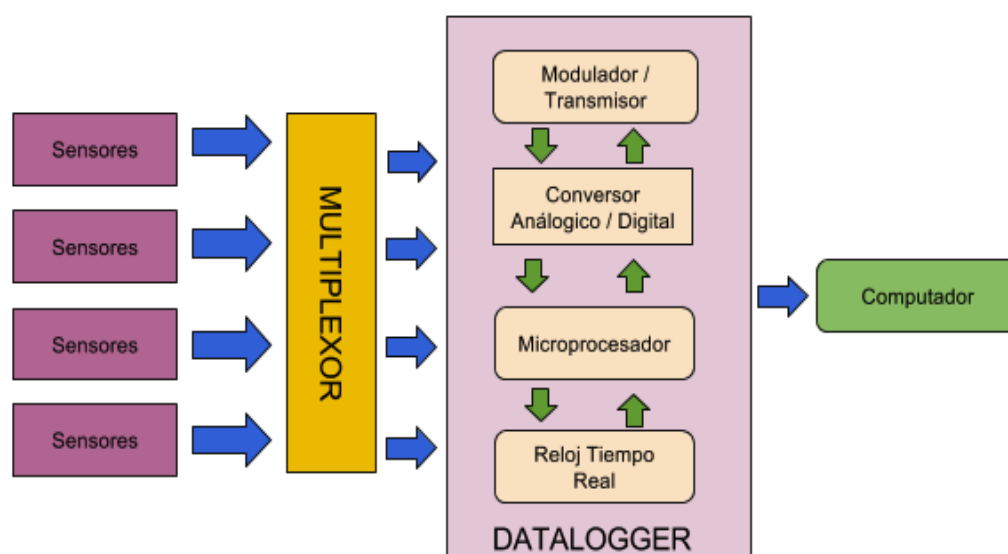 Sensores
Sensores
Sensores
Sensores
MULTIPLEXOR
Modulador /
Transmisor
Conversor
Análogico / Digital
Microprocesador
Reloj Tiempo
Real
DATALOGGER
Computador